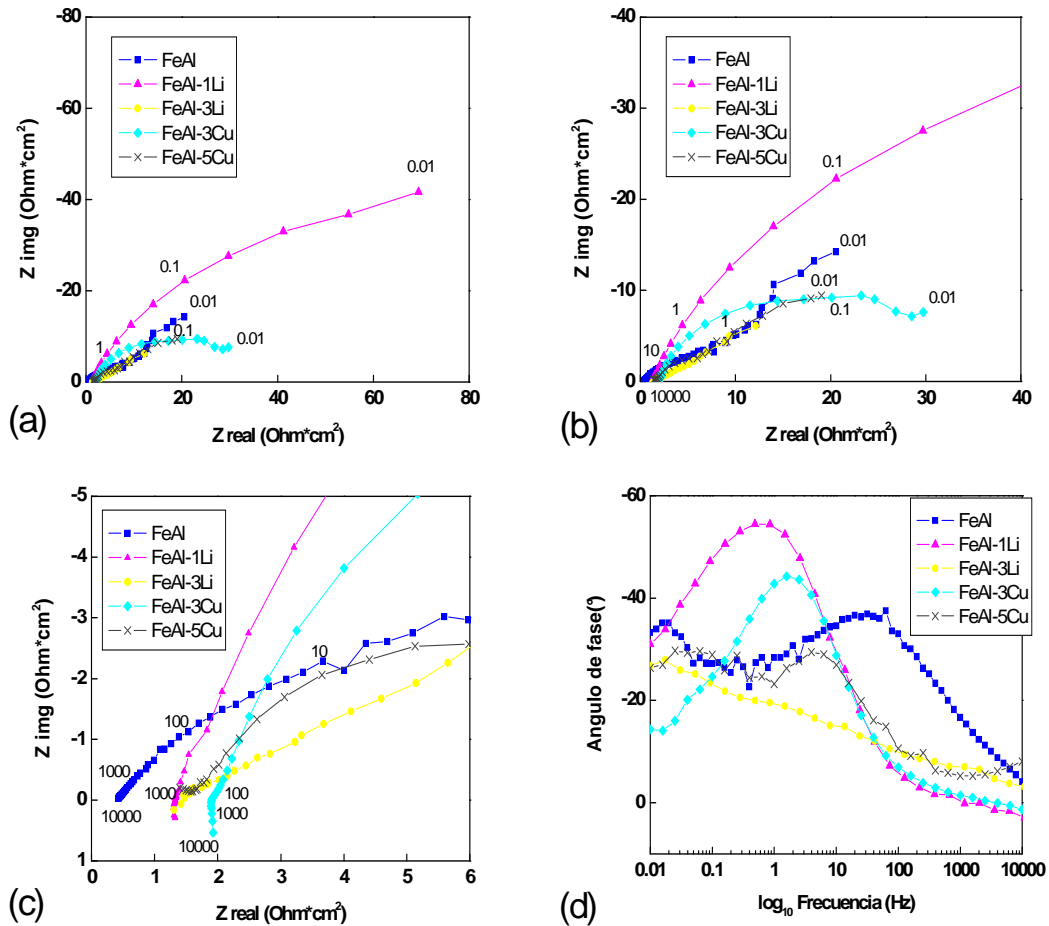 -80
-60
-40
-20
0
0 20 40 60 80
Z img (Ohm*cm²)
Z real (Ohm*cm²)
FeAl
FeAl-1Li
FeAl-3Li
FeAl-3Cu
FeAl-5Cu
0.01
0.1
0.01
1
0.1
0.01
(a)
-40
-30
-20
-10
0
0 10 20 30 40
Z img (Ohm*cm²)
Z real (Ohm*cm²)
FeAl
FeAl-1Li
FeAl-3Li
FeAl-3Cu
FeAl-5Cu
0.1
0.01
1
1
0.01
0.1
0.01
10
10000
(b)
-5
-4
-3
-2
-1
0
1
0 1 2 3 4 5 6
Z img (Ohm*cm²)
Z real (Ohm*cm²)
FeAl
FeAl-1Li
FeAl-3Li
FeAl-3Cu
FeAl-5Cu
10
100
1000
1000
100
10000
1000
10000
(c)
-60
-40
-20
0
0.01 0.1 1 10 100 1000 10000
Angulo de fase(°)
log₁₀ Frecuencia (Hz)
FeAl
FeAl-1Li
FeAl-3Li
FeAl-3Cu
FeAl-5Cu
(d)